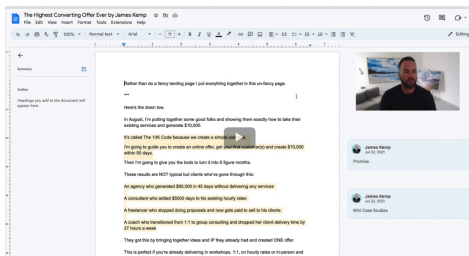 The Highest Converting Offer Ever by James Kemp
File Edit View Insert Format Tools Extensions Help
100% Normal text Arial 11 Editing
Summary
Outline
Headings you add to the document will
appear here.
Rather than do a fancy landing page I put everything together in this un-fancy page.
***
Here's the down low.
In August, I'm putting together some good folks and showing them exactly how to take their
existing services and generate $10,000.
It's called The 10K Code because we create a simple
I'm going to guide you to create an online offer, get your first customer(s) and create $10,000
within 90 days.
Then I'm going to give you the tools to turn it into 6 figure months.
These results are NOT typical but clients who've gone through this:
An agency who generated $90,000 in 45 days without delivering any services
A consultant who added $5000 days to his existing hourly rates
A freelancer who stopped doing proposals and now gets paid to sell to his clients
A coach who transitioned from 1:1 to group consulting and dropped her client delivery time by
27 hours a week
They got this by bringing together ideas and IP they already had and created ONE offer.
This is perfect if you're already delivering in workshops, 1:1, on hourly rates or in-person and
James Kemp
Jul 22, 2021
Promise
James Kemp
Jul 22, 2021
Mini Case Studies